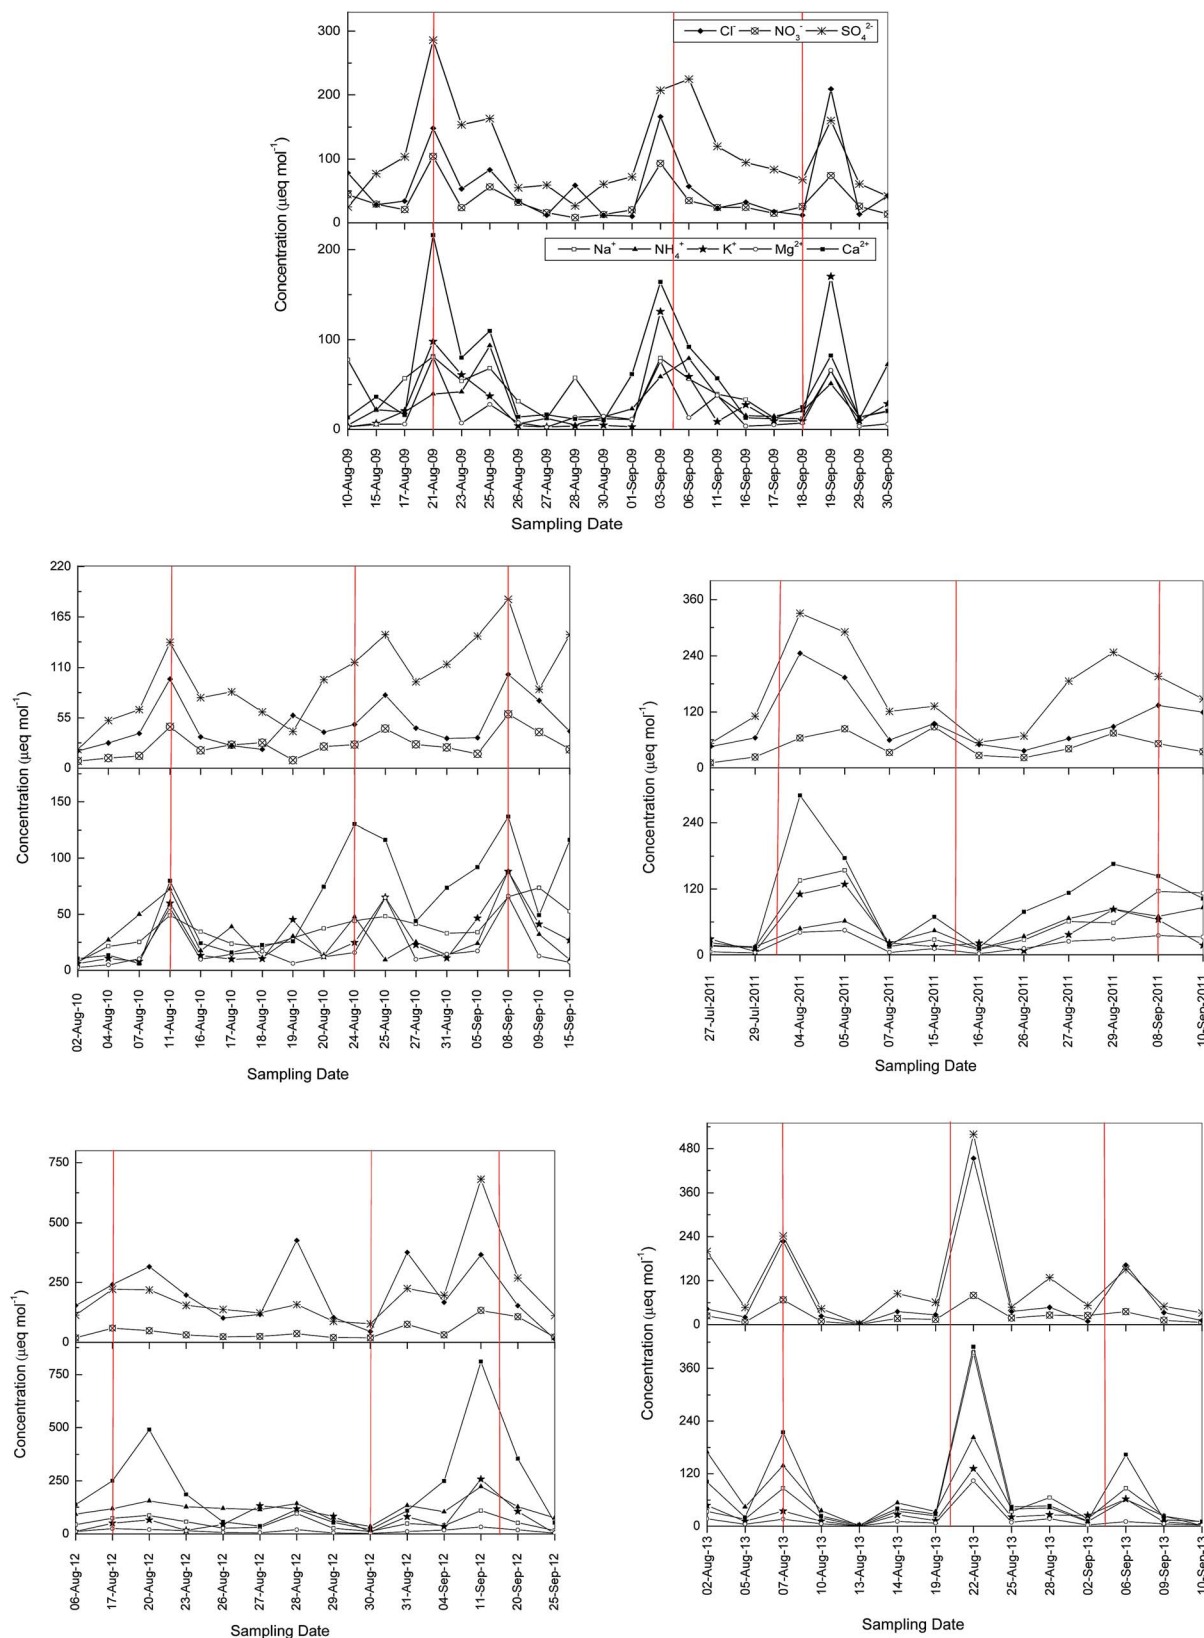 Cl⁻ NO₃⁻ SO₄²⁻
300
200
100
0
Na⁺ NH₄⁺ K⁺ Mg²⁺ Ca²⁺
200
100
0
Concentration (µeq mol⁻¹)
10-Aug-09
15-Aug-09
17-Aug-09
21-Aug-09
23-Aug-09
25-Aug-09
26-Aug-09
27-Aug-09
28-Aug-09
30-Aug-09
01-Sep-09
03-Sep-09
06-Sep-09
11-Sep-09
16-Sep-09
17-Sep-09
18-Sep-09
19-Sep-09
29-Sep-09
30-Sep-09
Sampling Date
220
165
110
55
0
150
100
50
0
Concentration (µeq mol⁻¹)
02-Aug-10
04-Aug-10
07-Aug-10
11-Aug-10
16-Aug-10
17-Aug-10
18-Aug-10
19-Aug-10
20-Aug-10
24-Aug-10
25-Aug-10
27-Aug-10
31-Aug-10
05-Sep-10
08-Sep-10
09-Sep-10
15-Sep-10
Sampling Date
360
240
120
0
240
120
0
Concentration (µeq mol⁻¹)
27-Jul-2011
29-Jul-2011
04-Aug-2011
05-Aug-2011
07-Aug-2011
15-Aug-2011
16-Aug-2011
26-Aug-2011
27-Aug-2011
29-Aug-2011
08-Sep-2011
10-Sep-2011
Sampling Date
750
500
250
0
750
500
250
0
Concentration (µeq mol⁻¹)
06-Aug-12
17-Aug-12
20-Aug-12
23-Aug-12
26-Aug-12
27-Aug-12
28-Aug-12
29-Aug-12
30-Aug-12
31-Aug-12
04-Sep-12
11-Sep-12
20-Sep-12
25-Sep-12
Sampling Date
480
360
240
120
0
360
240
120
0
Concentration (µeq mol⁻¹)
02-Aug-13
05-Aug-13
07-Aug-13
10-Aug-13
13-Aug-13
14-Aug-13
19-Aug-13
22-Aug-13
25-Aug-13
28-Aug-13
02-Sep-13
06-Sep-13
09-Sep-13
10-Sep-13
Sampling Date